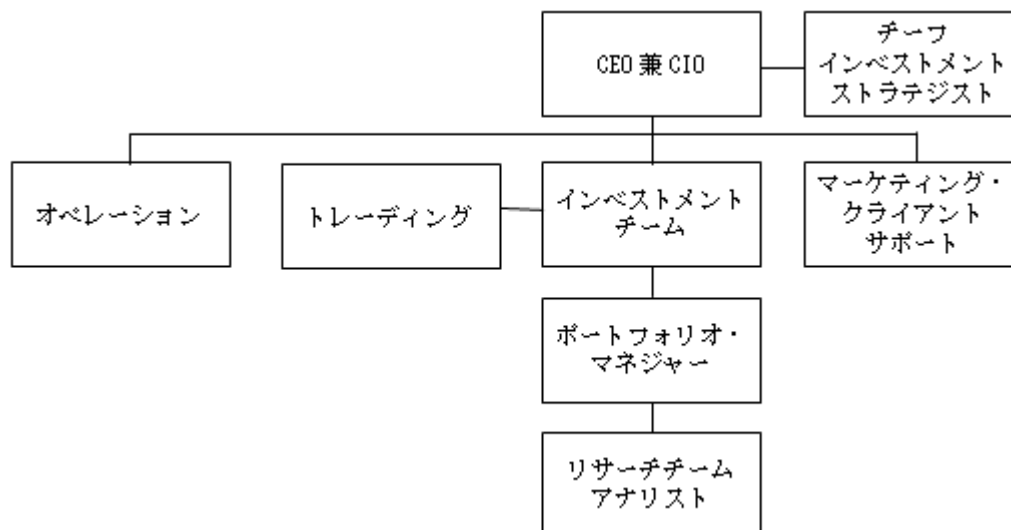 CEO 兼 CIO
チーフ
インベストメント
ストラテジスト
オペレーション
トレーディング
インベストメント
チーム
マーケティング・
クライアント
サポート
ポートフォリオ・
マネジャー
リサーチチーム
アナリスト